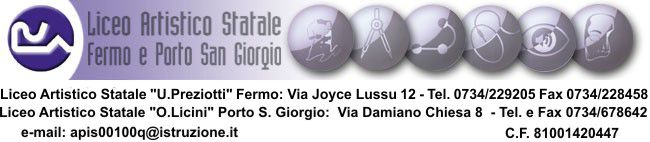 Liceo Artistico Statale
Fermo e Porto San Giorgio
Liceo Artistico Statale "U.Preziotti" Fermo: Via Joyce Lussu 12 - Tel. 0734/229205 Fax 0734/228458
Liceo Artistico Statale "O.Licini" Porto S. Giorgio:  Via Damiano Chiesa 8  - Tel. e Fax 0734/678642
e-mail: apis00100q@istruzione.it C.F. 81001420447